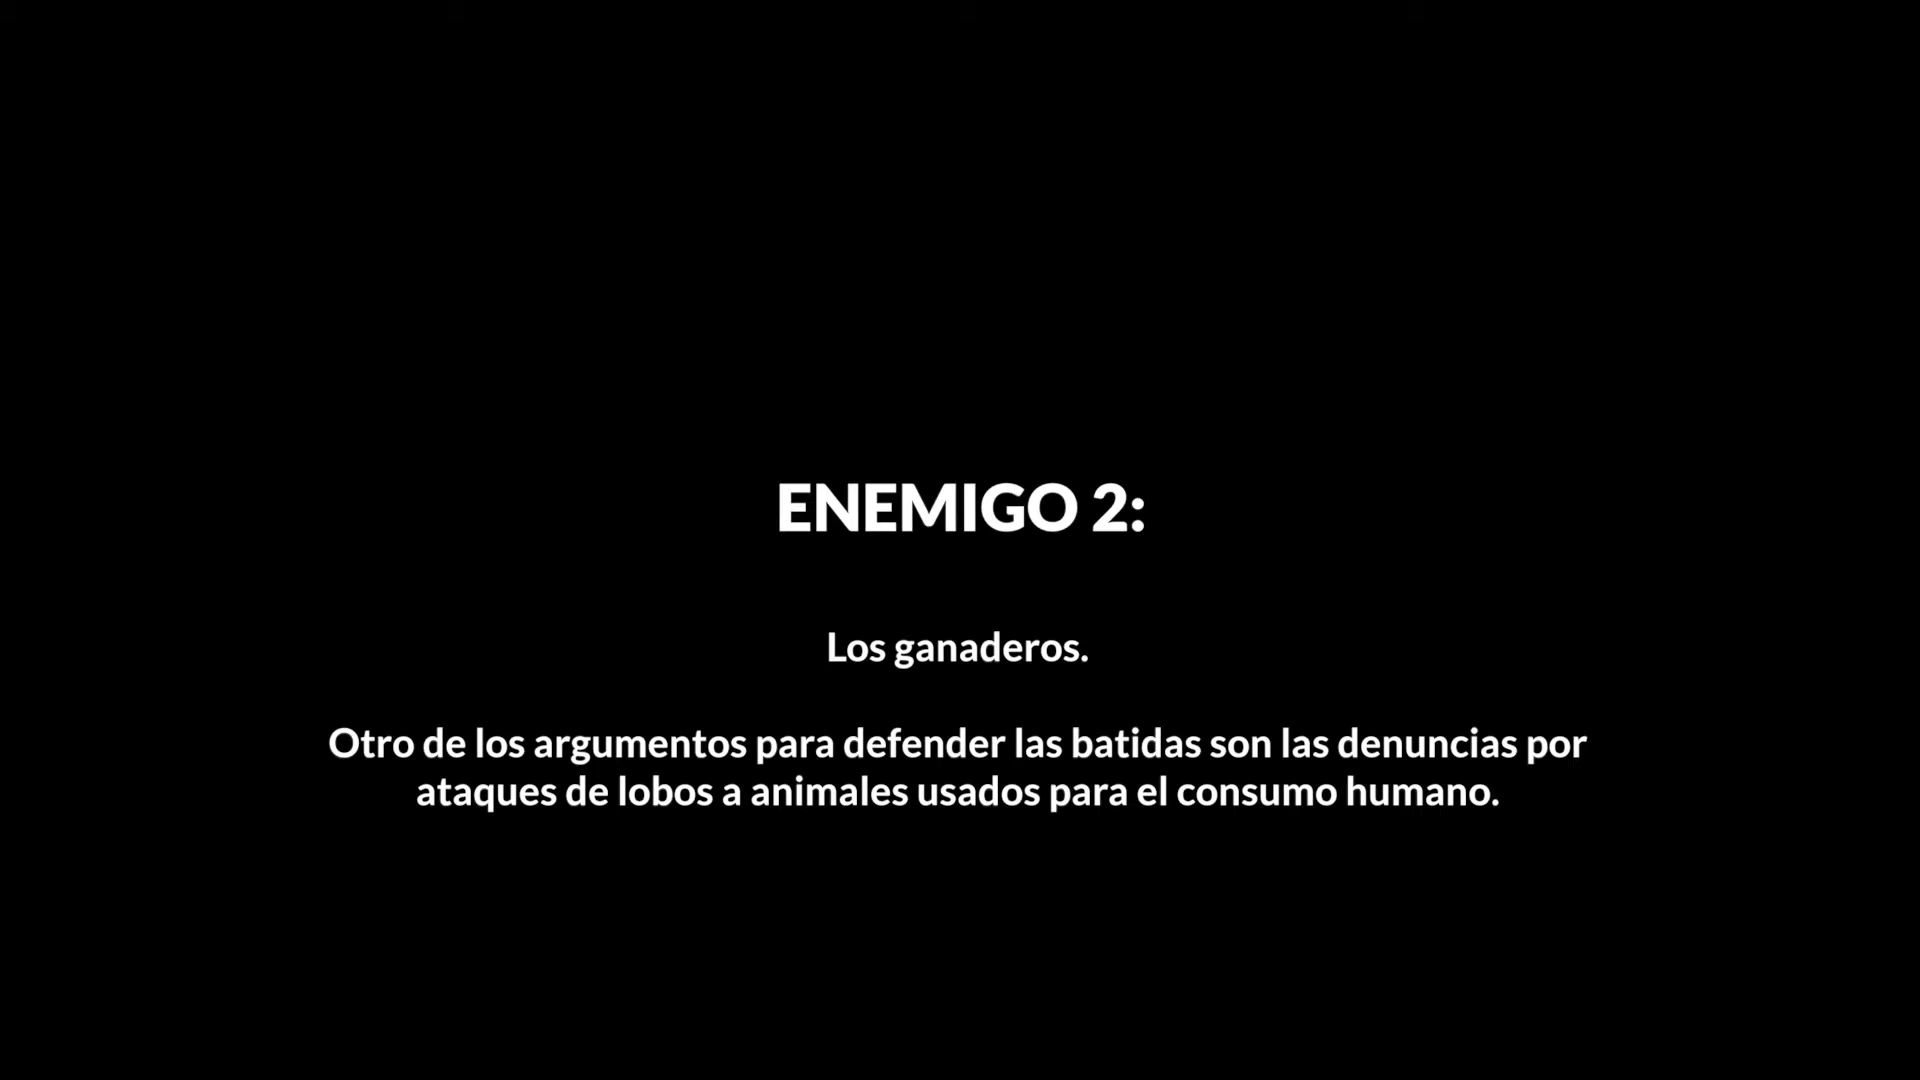 ENEMIGO 2:
Los ganaderos.
Otro de los argumentos para defender las batidas son las denuncias por
ataques de lobos a animales usados para el consumo humano.